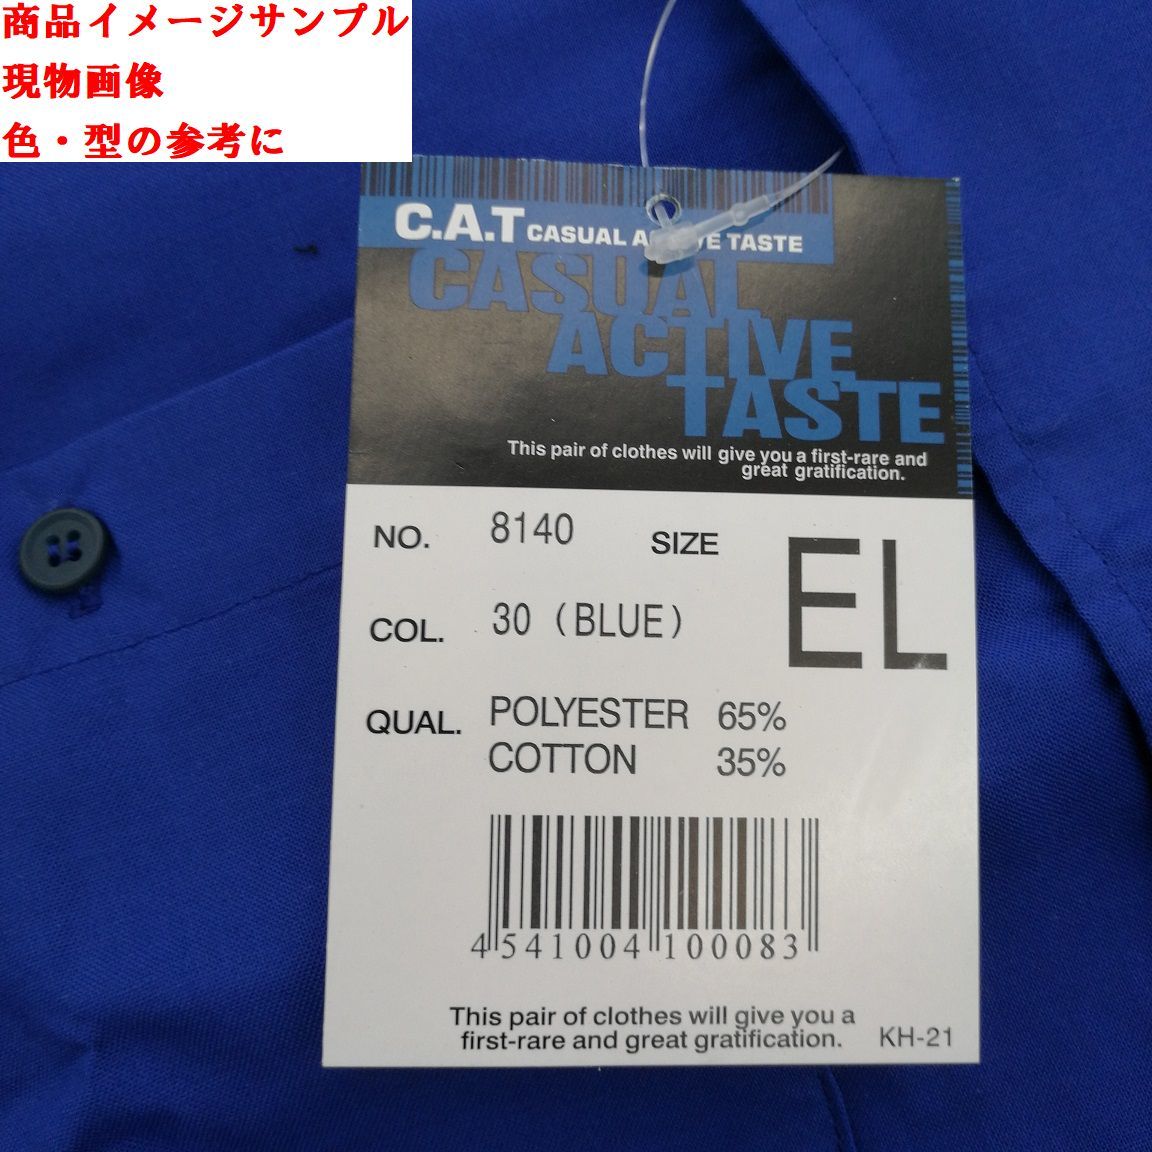 商品イメージサンプル
現物画像
色・型の参考に
C.A.T CASUAL ACTIVE TASTE
CASUAL
ACTIVE
TASTE
This pair of clothes will give you a first-rare and
great gratification.
NO. 8140 SIZE EL
COL. 30 (BLUE)
QUAL. POLYESTER 65%
COTTON 35%
4541004100083
This pair of clothes will give you a
first-rare and great gratification. KH-21